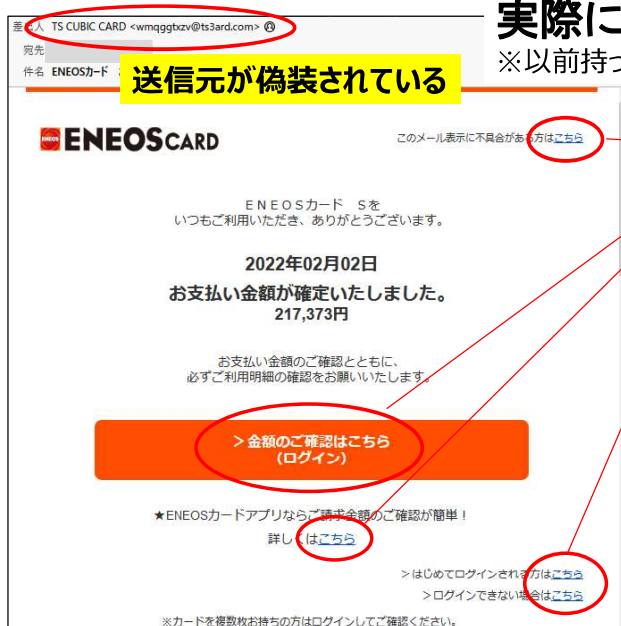 実際に
※以前持っ
差出人 TS CUBIC CARD <wmqggtxzv@ts3ard.com>
宛先
件名 ENEOSカード
送信元が偽装されている
ENEOS CARD
このメール表示に不具合がある方はこちら
ENEOSカード Sを
いつもご利用いただき、ありがとうございます。
2022年02月02日
お支払い金額が確定いたしました。
217,373円
お支払い金額のご確認とともに、
必ずご利用明細の確認をお願いいたします。
>金額のご確認はこちら
(ログイン)
★ENEOSカードアプリならご請求金額のご確認が簡単!
詳しくはこちら
>はじめてログインされる方はこちら
>ログインできない場合はこちら
※カードを複数枚お持ちの方はログインしてご確認ください。